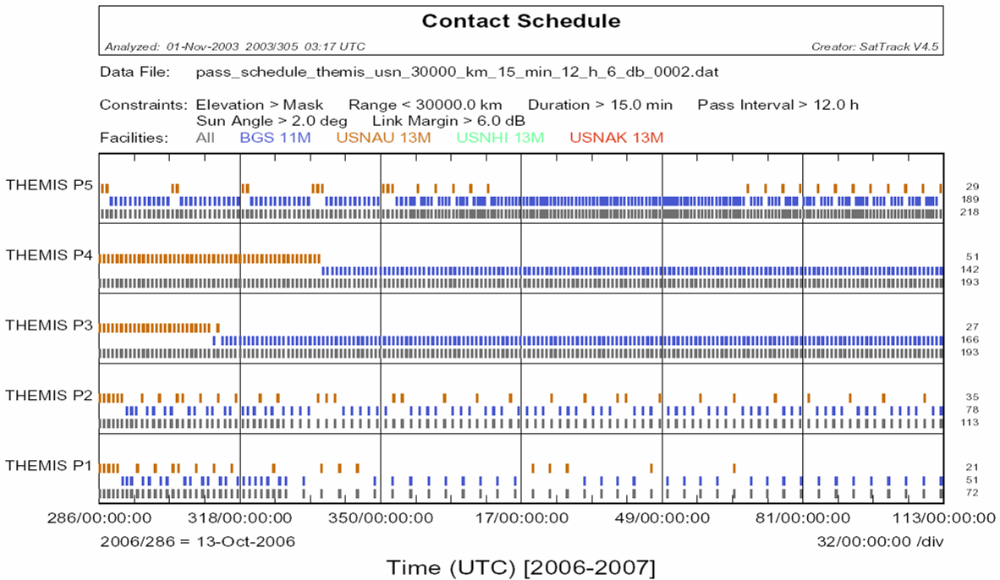 Contact Schedule
Analyzed: 01-Nov-2003 2003/305 03:17 UTC Creator: SatTrack V4.5
Data File: pass_schedule_themis_usn_30000_km_15_min_12_h_6_db_0002.dat
Constraints: Elevation > Mask Range < 30000.0 km Duration > 15.0 min Pass Interval > 12.0 h
Sun Angle > 2.0 deg Link Margin > 6.0 dB
Facilities: All BGS 11M USNAU 13M USNHI 13M USNAK 13M
THEMIS P5 29
189
218
THEMIS P4 51
142
193
THEMIS P3 27
166
193
THEMIS P2 35
78
113
THEMIS P1 21
51
72
286/00:00:00 318/00:00:00 350/00:00:00 17/00:00:00 49/00:00:00 81/00:00:00 113/00:00:00
2006/286 = 13-Oct-2006 32/00:00:00 /div
Time (UTC) [2006-2007]